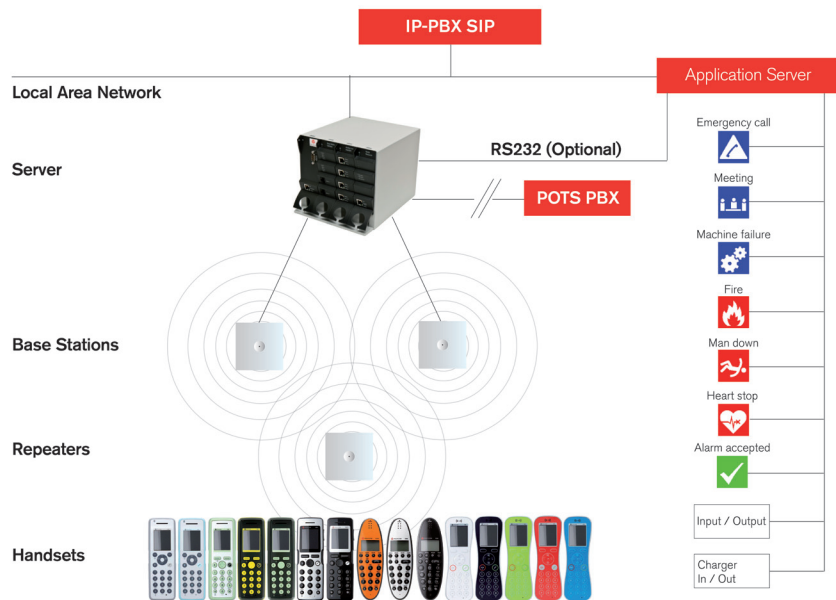 IP-PBX SIP
Application Server
Local Area Network
Emergency call
RS232 (Optional)
Server
Meeting
POTS PBX
Machine failure
Fire
Base Stations
Man down
Heart stop
Repeaters
Alarm accepted
Input / Output
Handsets
Charger
In / Out